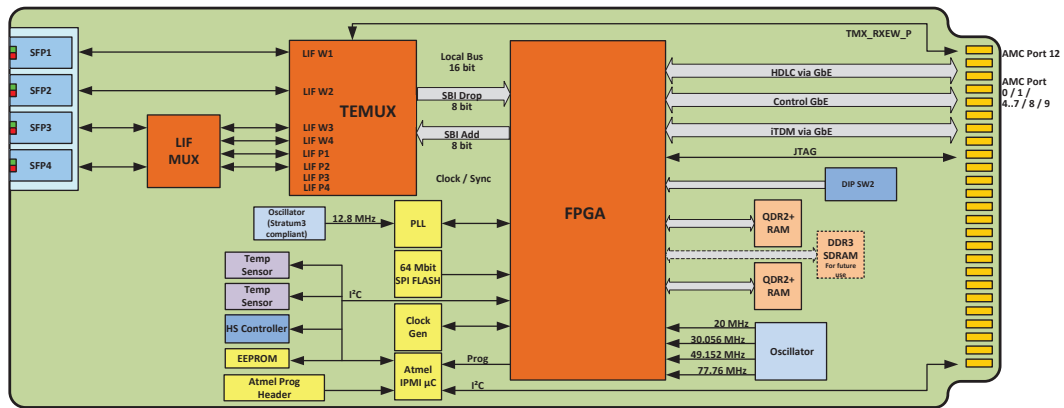 TMX_RXEW_P
SFP1
LIF W1
Local Bus
16 bit
AMC Port 12
HDLC via GbE
SFP2
LIF W2
TEMUX
SBI Drop
8 bit
FPGA
Control GbE
AMC Port
0 / 1 /
4..7 / 8 / 9
SFP3
LIF
MUX
LIF W3
LIF W4
LIF P1
LIF P2
LIF P3
LIF P4
SBI Add
8 bit
iTDM via GbE
JTAG
SFP4
Clock / Sync
DIP SW2
Oscillator
(Stratum3
compliant)
12.8 MHz
PLL
QDR2+
RAM
DDR3
SDRAM
For future
use
Temp
Sensor
64 Mbit
SPI FLASH
QDR2+
RAM
Temp
Sensor
I²C
HS Controller
Clock
Gen
20 MHz
30.056 MHz
49.152 MHz
77.76 MHz
Oscillator
EEPROM
Atmel
IPMI µC
Prog
Atmel Prog
Header
I²C